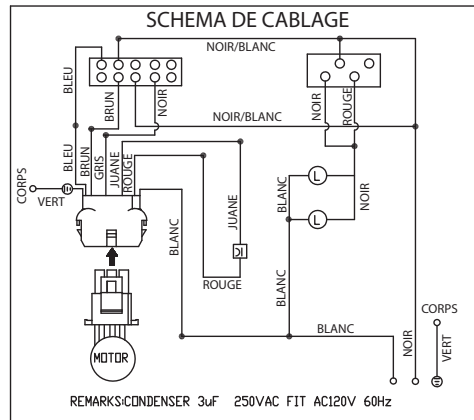 SCHEMA DE CABLAGE
NOIR/BLANC
BLEU
BRUN
NOIR
NOIR/BLANC
NOIR
ROUGE
BLEU
BRUN
GRIS
JUANE
ROUGE
CORPS
VERT
BLANC
L
NOIR
JUANE
L
BLANC
ROUGE
BLANC
BLANC
NOIR
CORPS
VERT
MOTOR
REMARKS:CONDENSER 3uF 250VAC FIT AC120V 60Hz